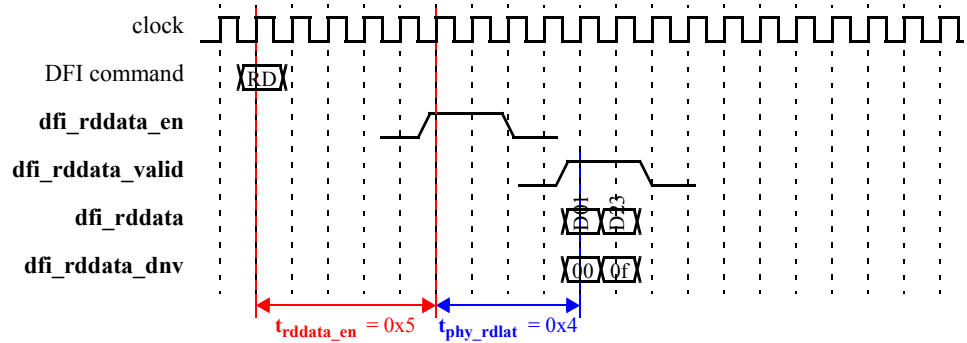 clock
DFI command
RD
dfi_rddata_en
dfi_rddata_valid
dfi_rddata
D01 D23
dfi_rddata_dnv
00 0f
trddata_en = 0x5 tphy_rdlat = 0x4